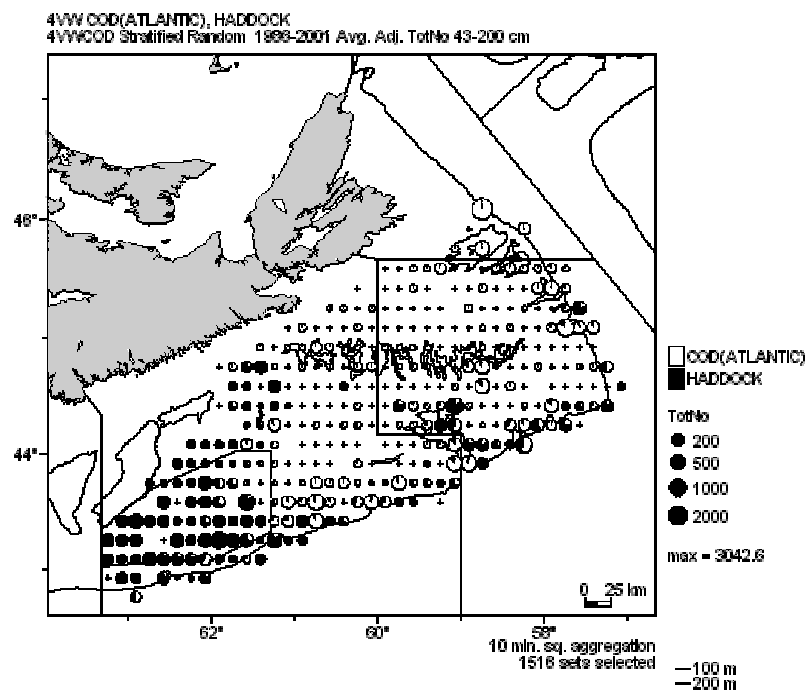 4VW COD(ATLANTIC), HADDOCK
4VWCOD Stratified Random 1996-2001 Avg. Adj. TotNo 43-200 cm
46°
44°
62°
60°
58°
0 25 km
COD(ATLANTIC)
HADDOCK
TotNo
200
500
1000
2000
max = 3042.6
10 min. sq. aggregation
1516 sets selected
100 m
200 m